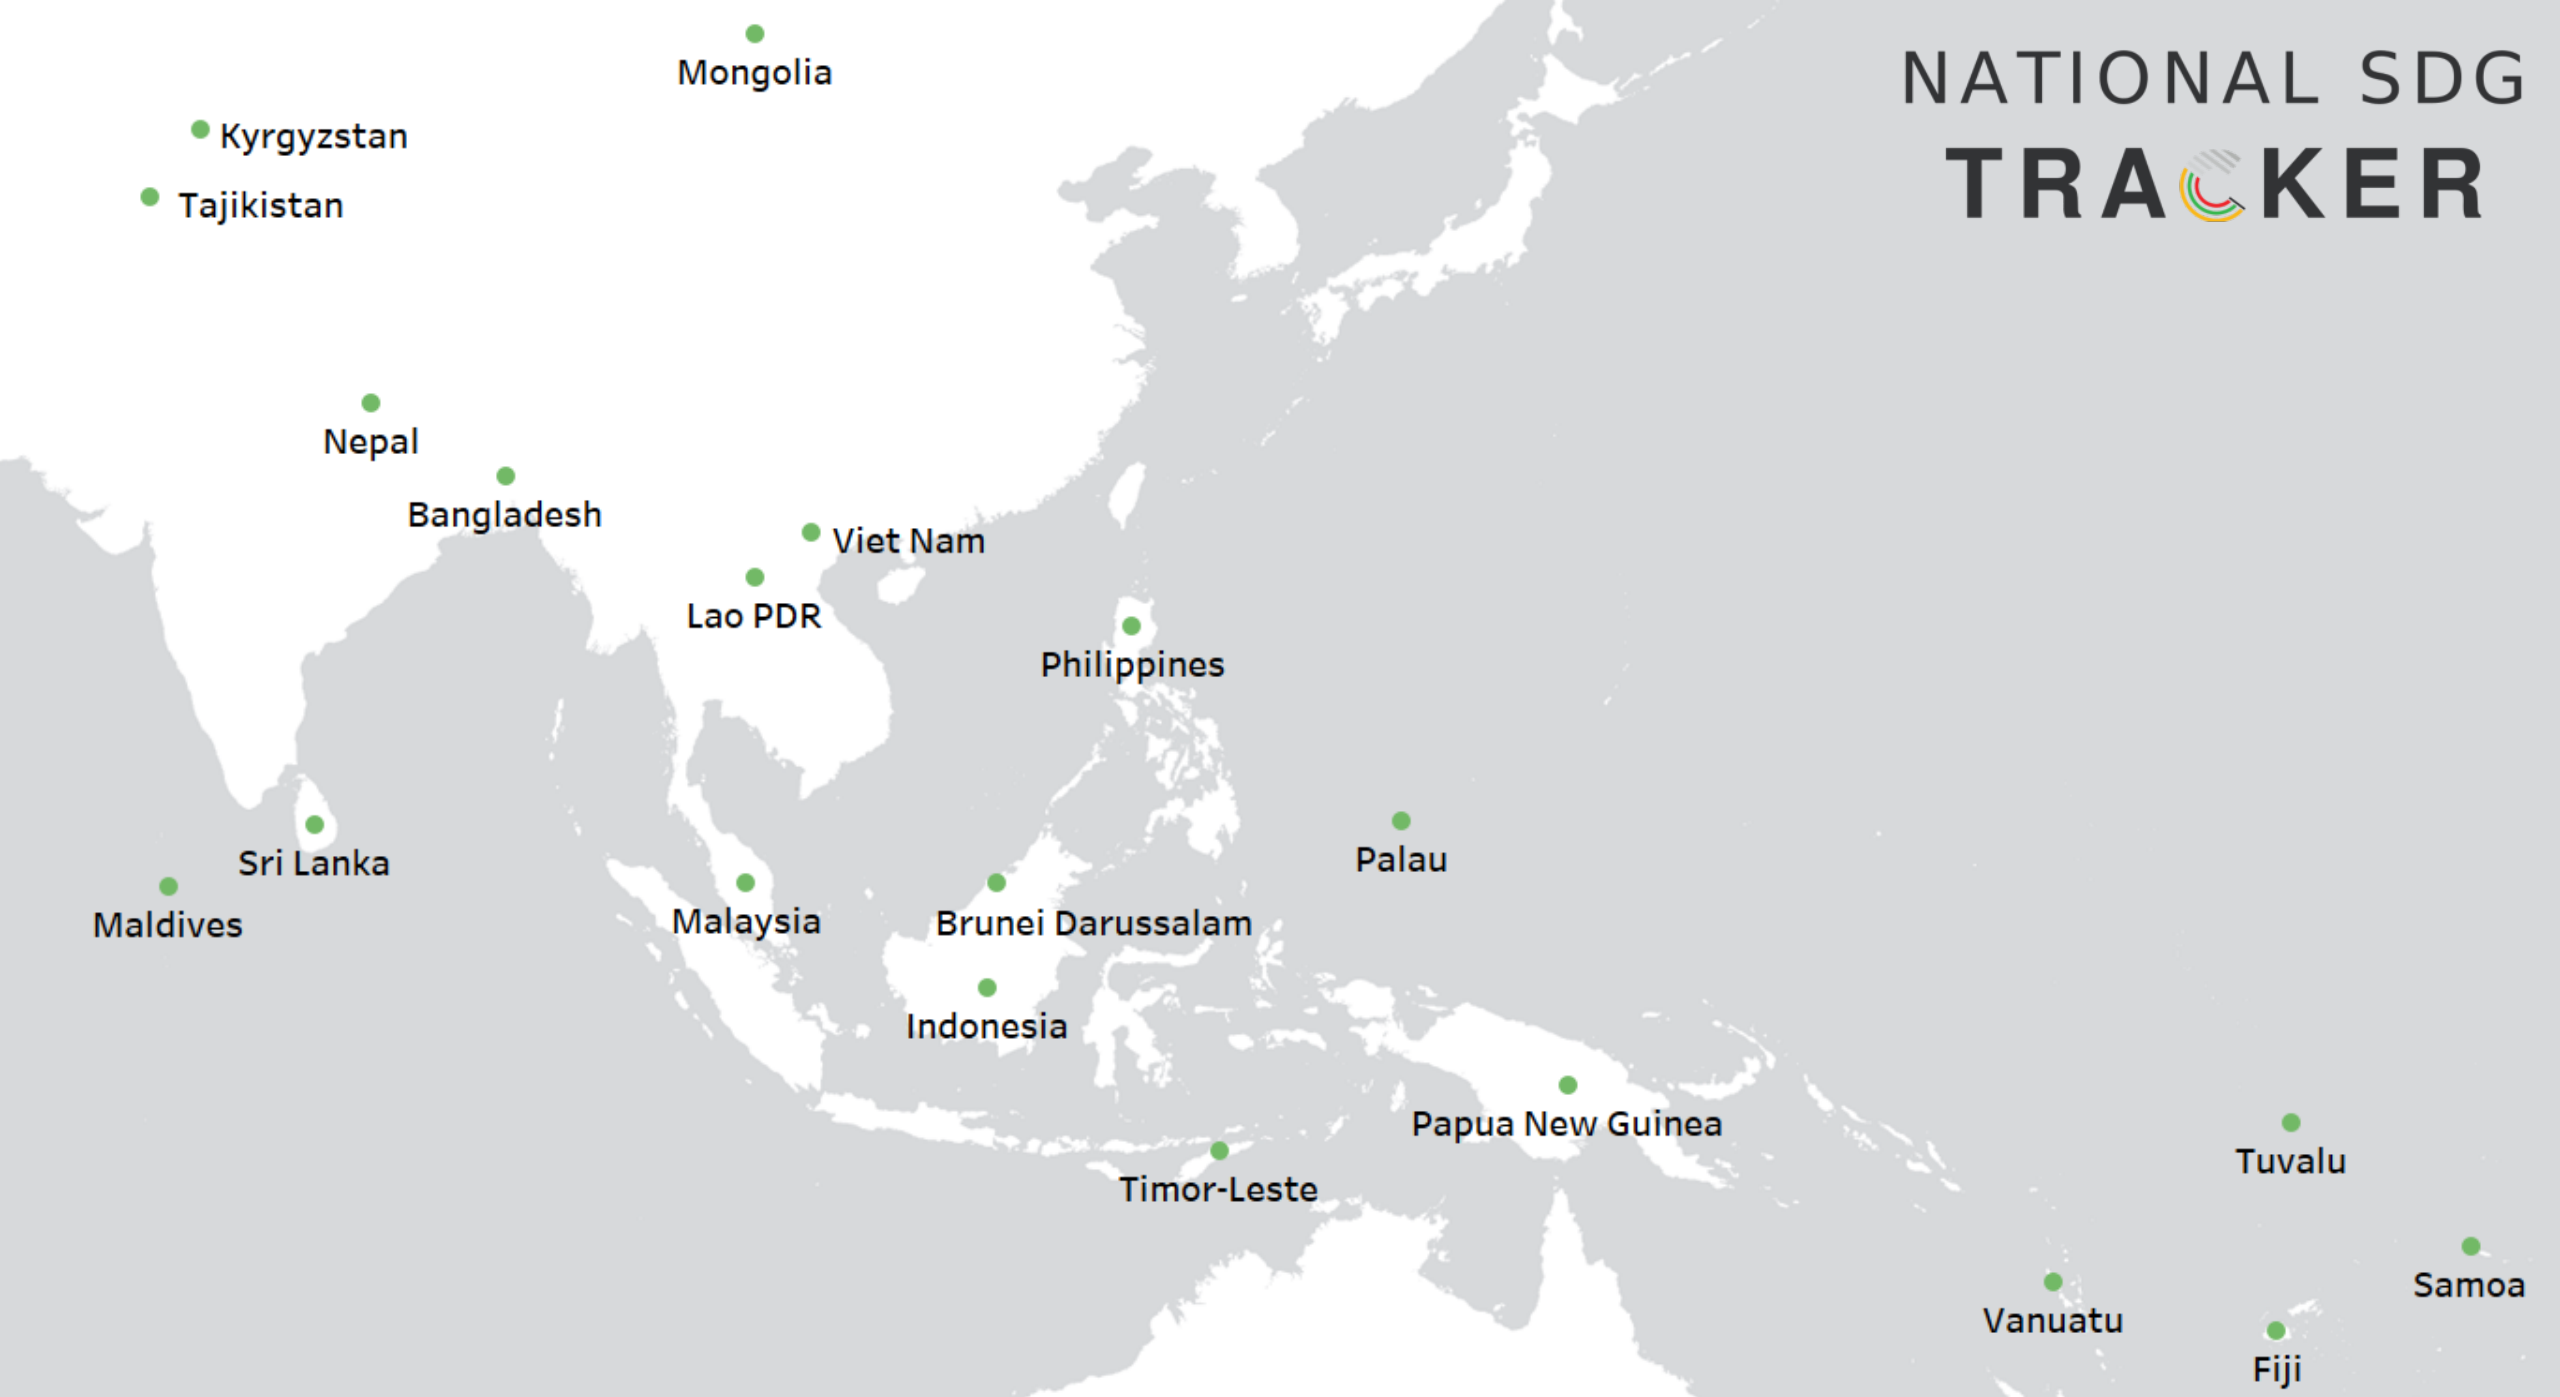 NATIONAL SDG
TRACKER
Mongolia
Kyrgyzstan
Tajikistan
Nepal
Bangladesh
Viet Nam
Lao PDR
Philippines
Sri Lanka
Palau
Maldives
Malaysia
Brunei Darussalam
Indonesia
Papua New Guinea
Timor-Leste
Tuvalu
Samoa
Vanuatu
Fiji